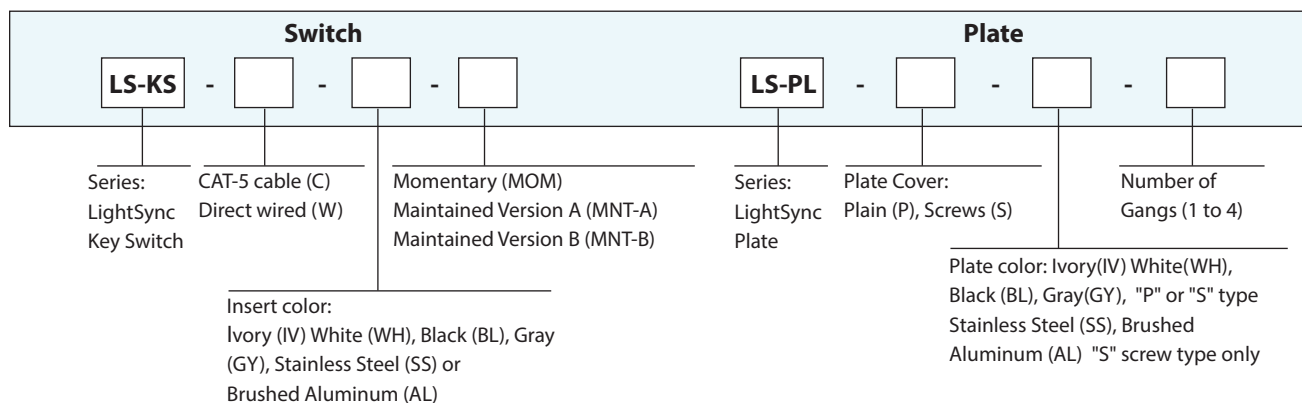 Switch
Plate
LS-KS - - -
LS-PL - - -
Series:
LightSync
Key Switch
CAT-5 cable (C)
Direct wired (W)
Momentary (MOM)
Maintained Version A (MNT-A)
Maintained Version B (MNT-B)
Insert color:
Ivory (IV) White (WH), Black (BL), Gray
(GY), Stainless Steel (SS) or
Brushed Aluminum (AL)
Series:
LightSync
Plate
Plate Cover:
Plain (P), Screws (S)
Number of
Gangs (1 to 4)
Plate color: Ivory(IV) White(WH),
Black (BL), Gray(GY), "P" or "S" type
Stainless Steel (SS), Brushed
Aluminum (AL) "S" screw type only